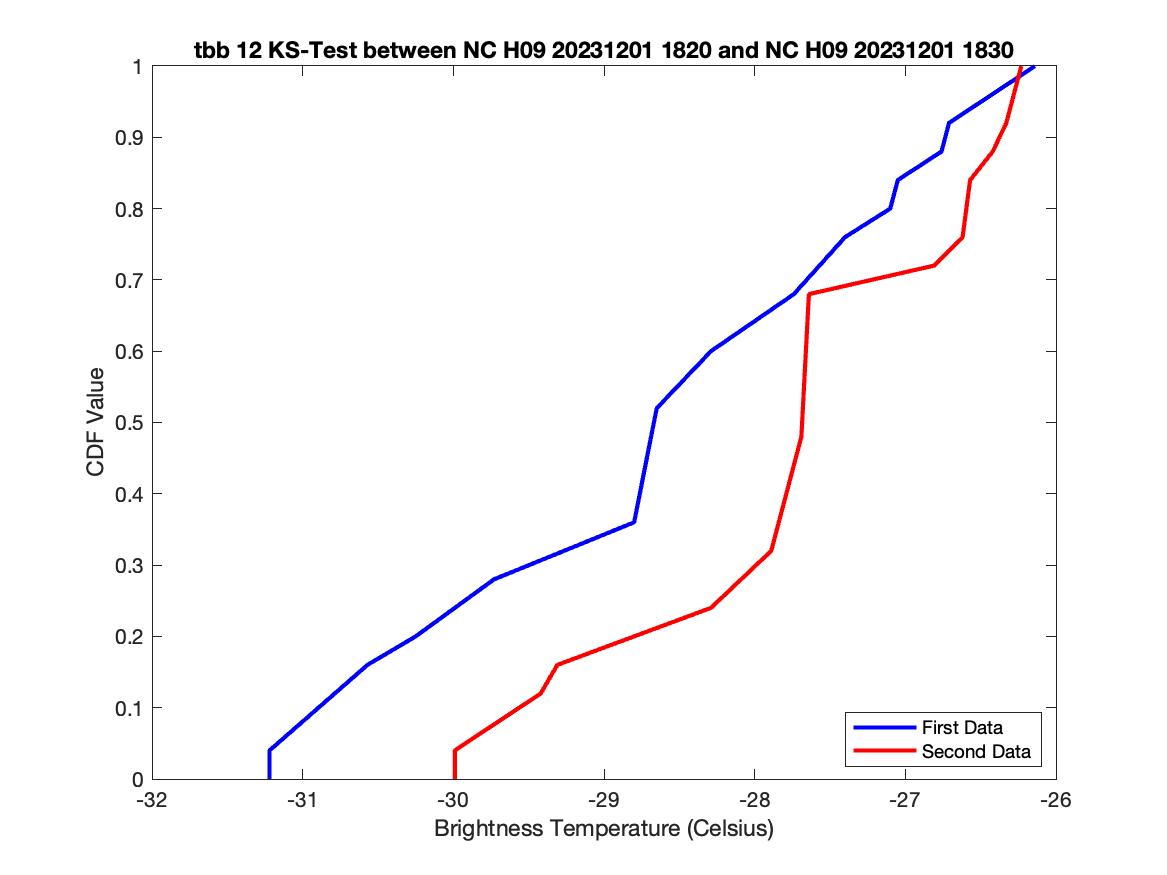 tbb 12 KS-Test between NC H09 20231201 1820 and NC H09 20231201 1830
1
0.9
0.8
0.7
0.6
0.5
0.4
0.3
0.2
0.1
0
CDF Value
First Data
Second Data
-32 -31 -30 -29 -28 -27 -26
Brightness Temperature (Celsius)